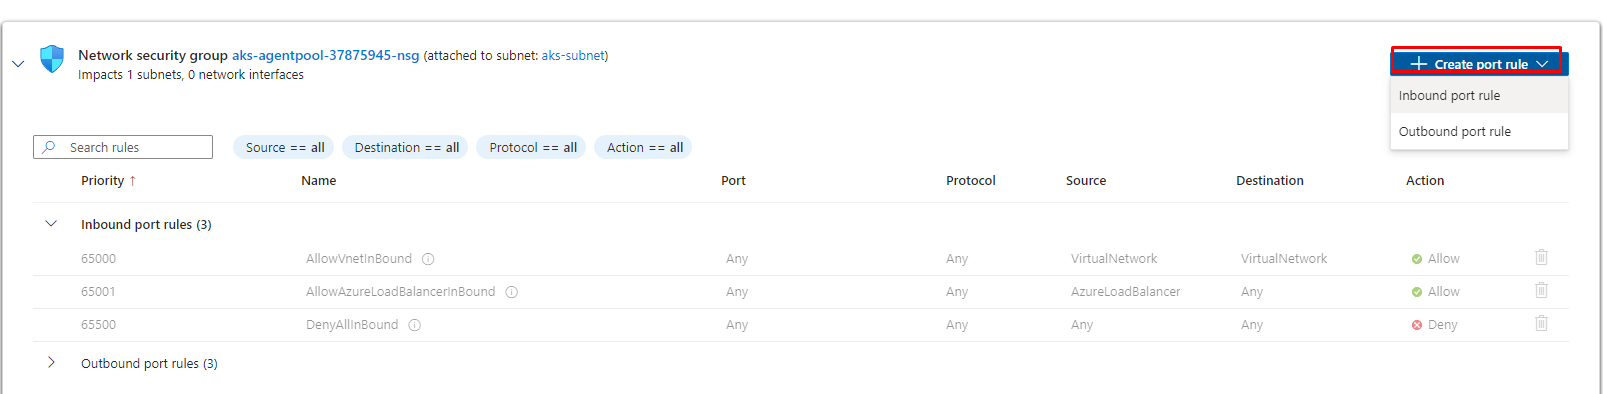 Network security group aks-agentpool-37875945-nsg (attached to subnet: aks-subnet)
Impacts 1 subnets, 0 network interfaces
+ Create port rule
Inbound port rule
Outbound port rule
Search rules Source == all Destination == all Protocol == all Action == all
Priority ↑ Name Port Protocol Source Destination Action
Inbound port rules (3)
65000 AllowVnetInBound Any Any VirtualNetwork VirtualNetwork Allow
65001 AllowAzureLoadBalancerInBound Any Any AzureLoadBalancer Any Allow
65500 DenyAllInBound Any Any Any Any Deny
Outbound port rules (3)